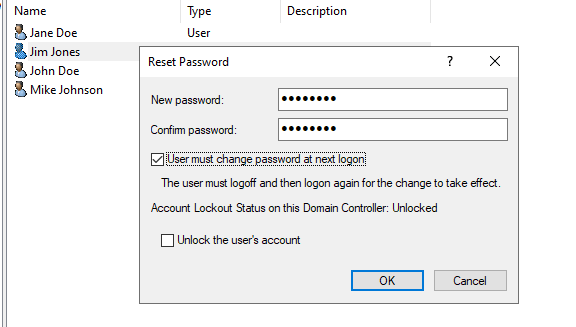 Name Type Description
Jane Doe User
Jim Jones
John Doe
Mike Johnson
Reset Password ?
New password: ••••••••
Confirm password: ••••••••
User must change password at next logon
The user must logoff and then logon again for the change to take effect.
Account Lockout Status on this Domain Controller: Unlocked
Unlock the user's account
OK Cancel